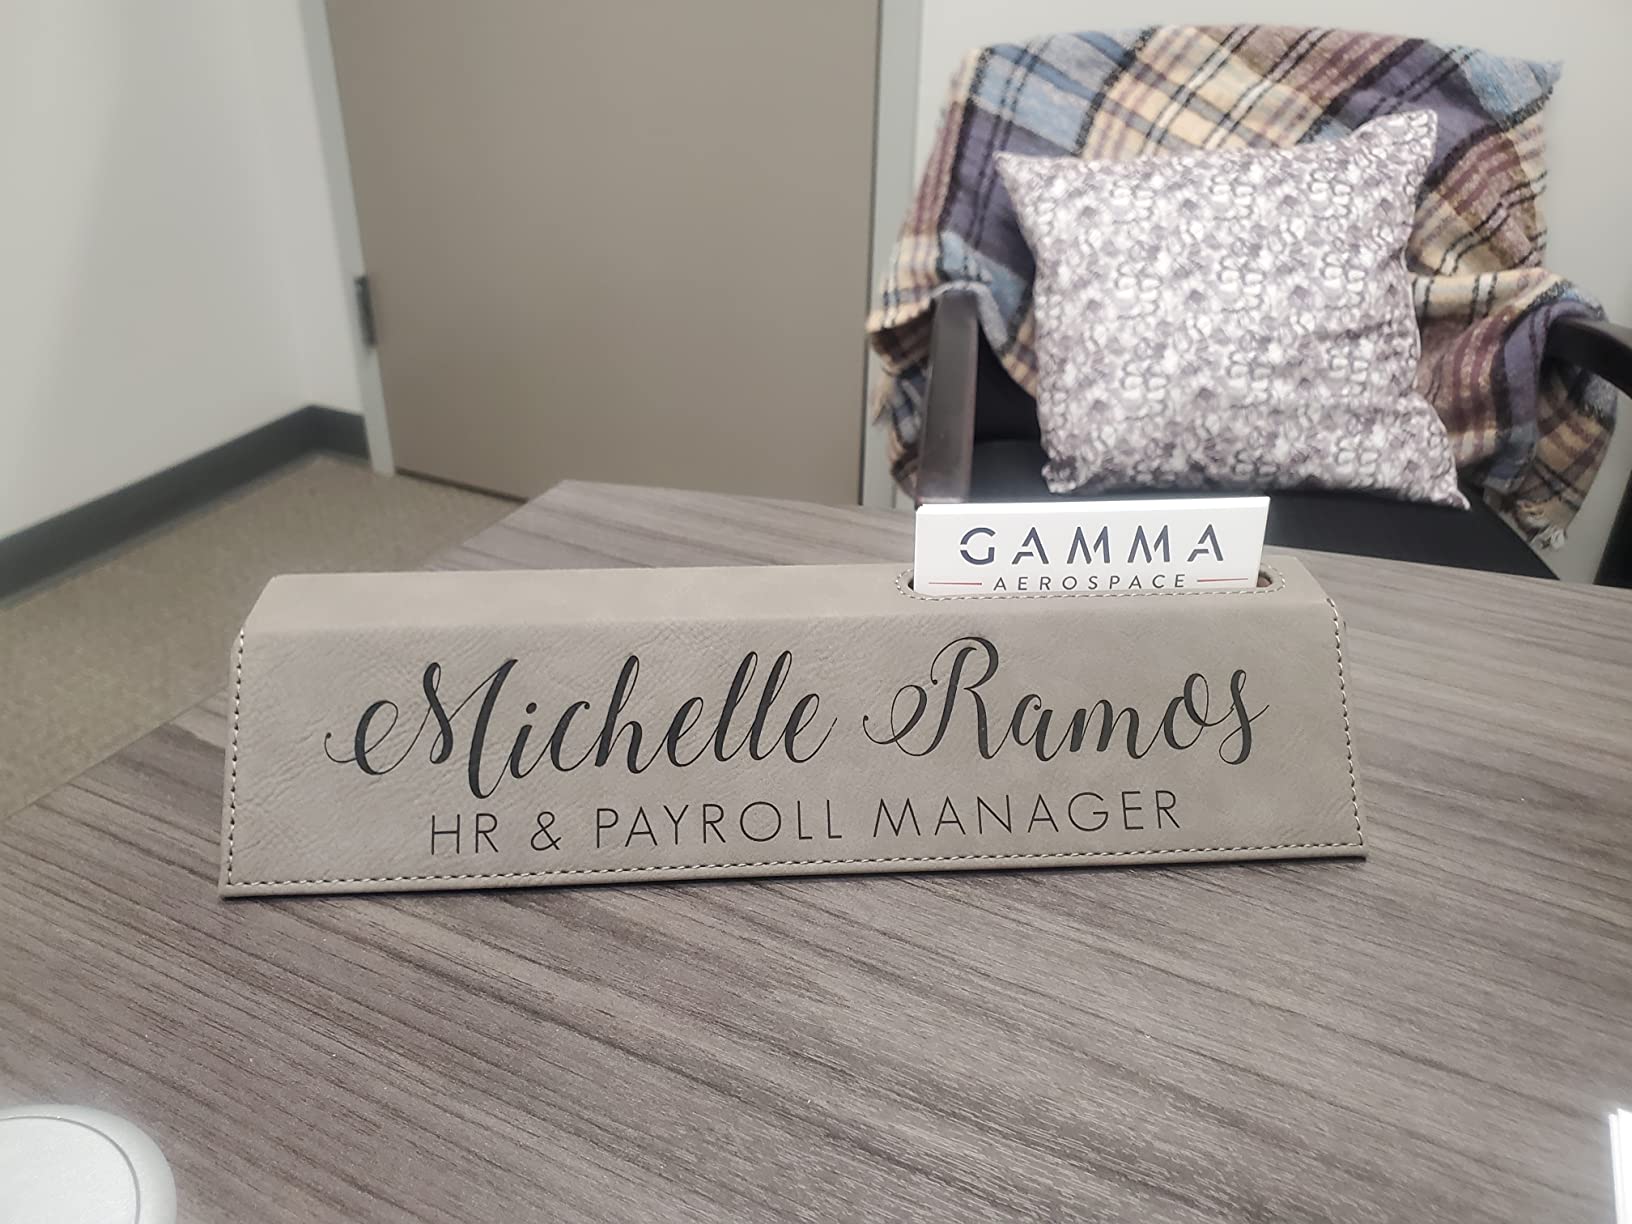 GAMMA
AEROSPACE
Michelle Ramos
HR & PAYROLL MANAGER